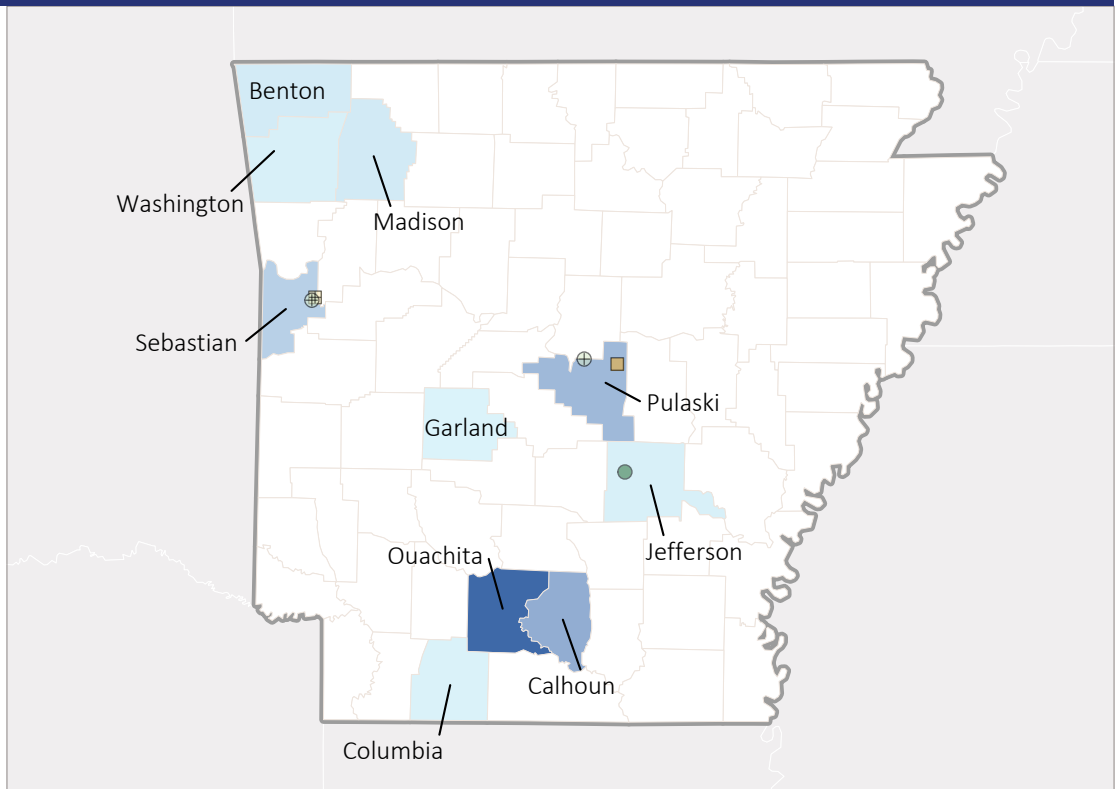 Benton
Washington
Madison
Sebastian
Pulaski
Garland
Jefferson
Ouachita
Calhoun
Columbia